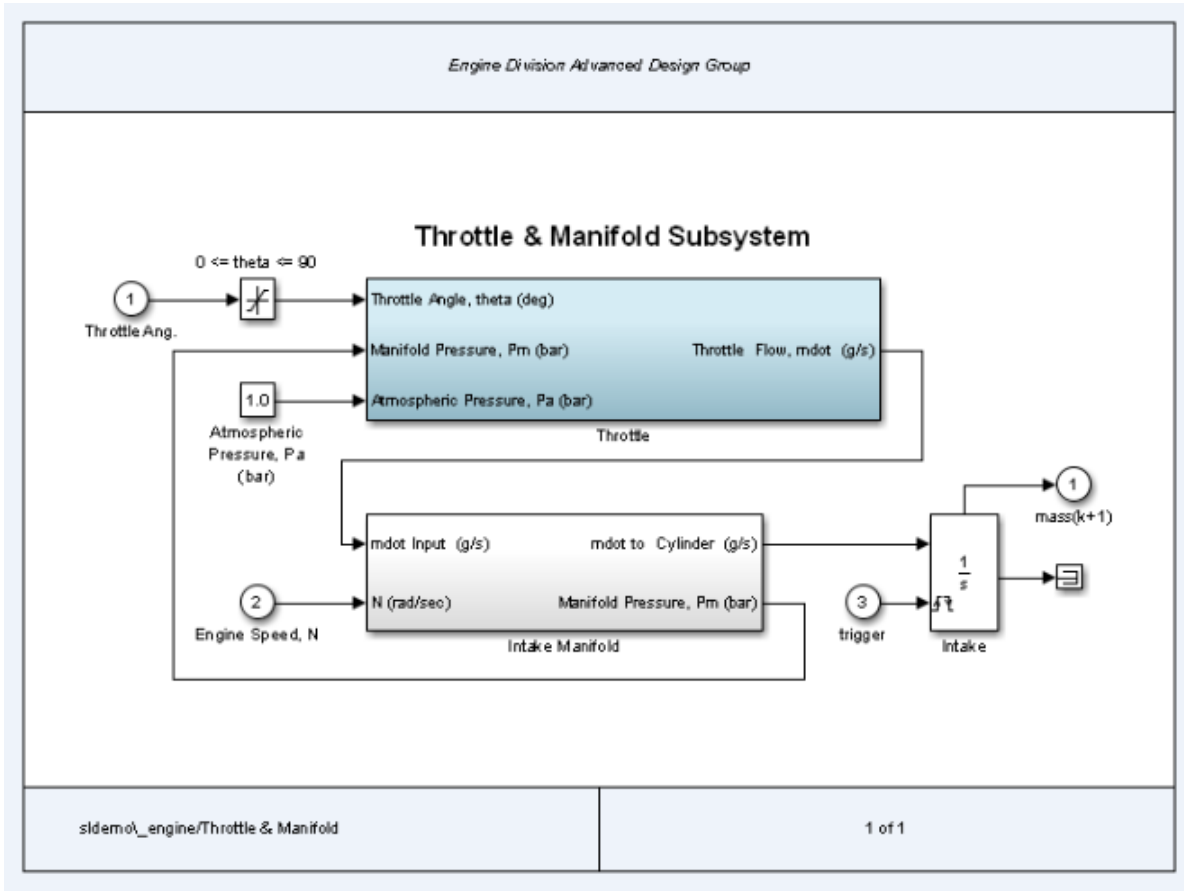 Engine Division Advanced Design Group
Throttle & Manifold Subsystem
0 <= theta <= 90
1
Throttle Ang.
Throttle Angle, theta (deg)
Manifold Pressure, Pm (bar)
Throttle Flow, mdot (g/s)
1.0
Atmospheric Pressure, Pa (bar)
Atmospheric
Pressure, Pa
(bar)
Throttle
1
mass(k+1)
mdot Input (g/s)
mdot to Cylinder (g/s)
1
s
2
N (rad/sec)
Manifold Pressure, Pm (bar)
3
Engine Speed, N
Intake Manifold
trigger
Intake
sldemo\_engine/Throttle & Manifold
1 of 1